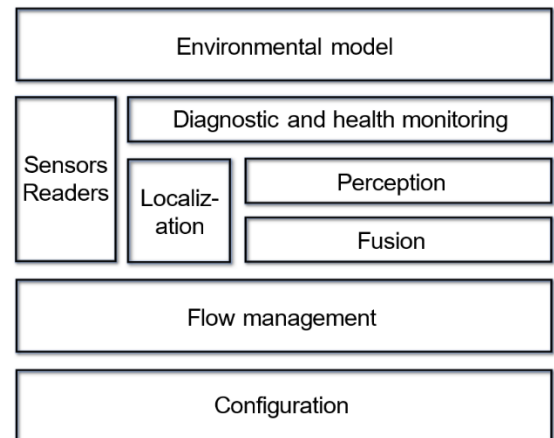 Environmental model
Diagnostic and health monitoring
Sensors
Readers
Localiz-
ation
Perception
Fusion
Flow management
Configuration